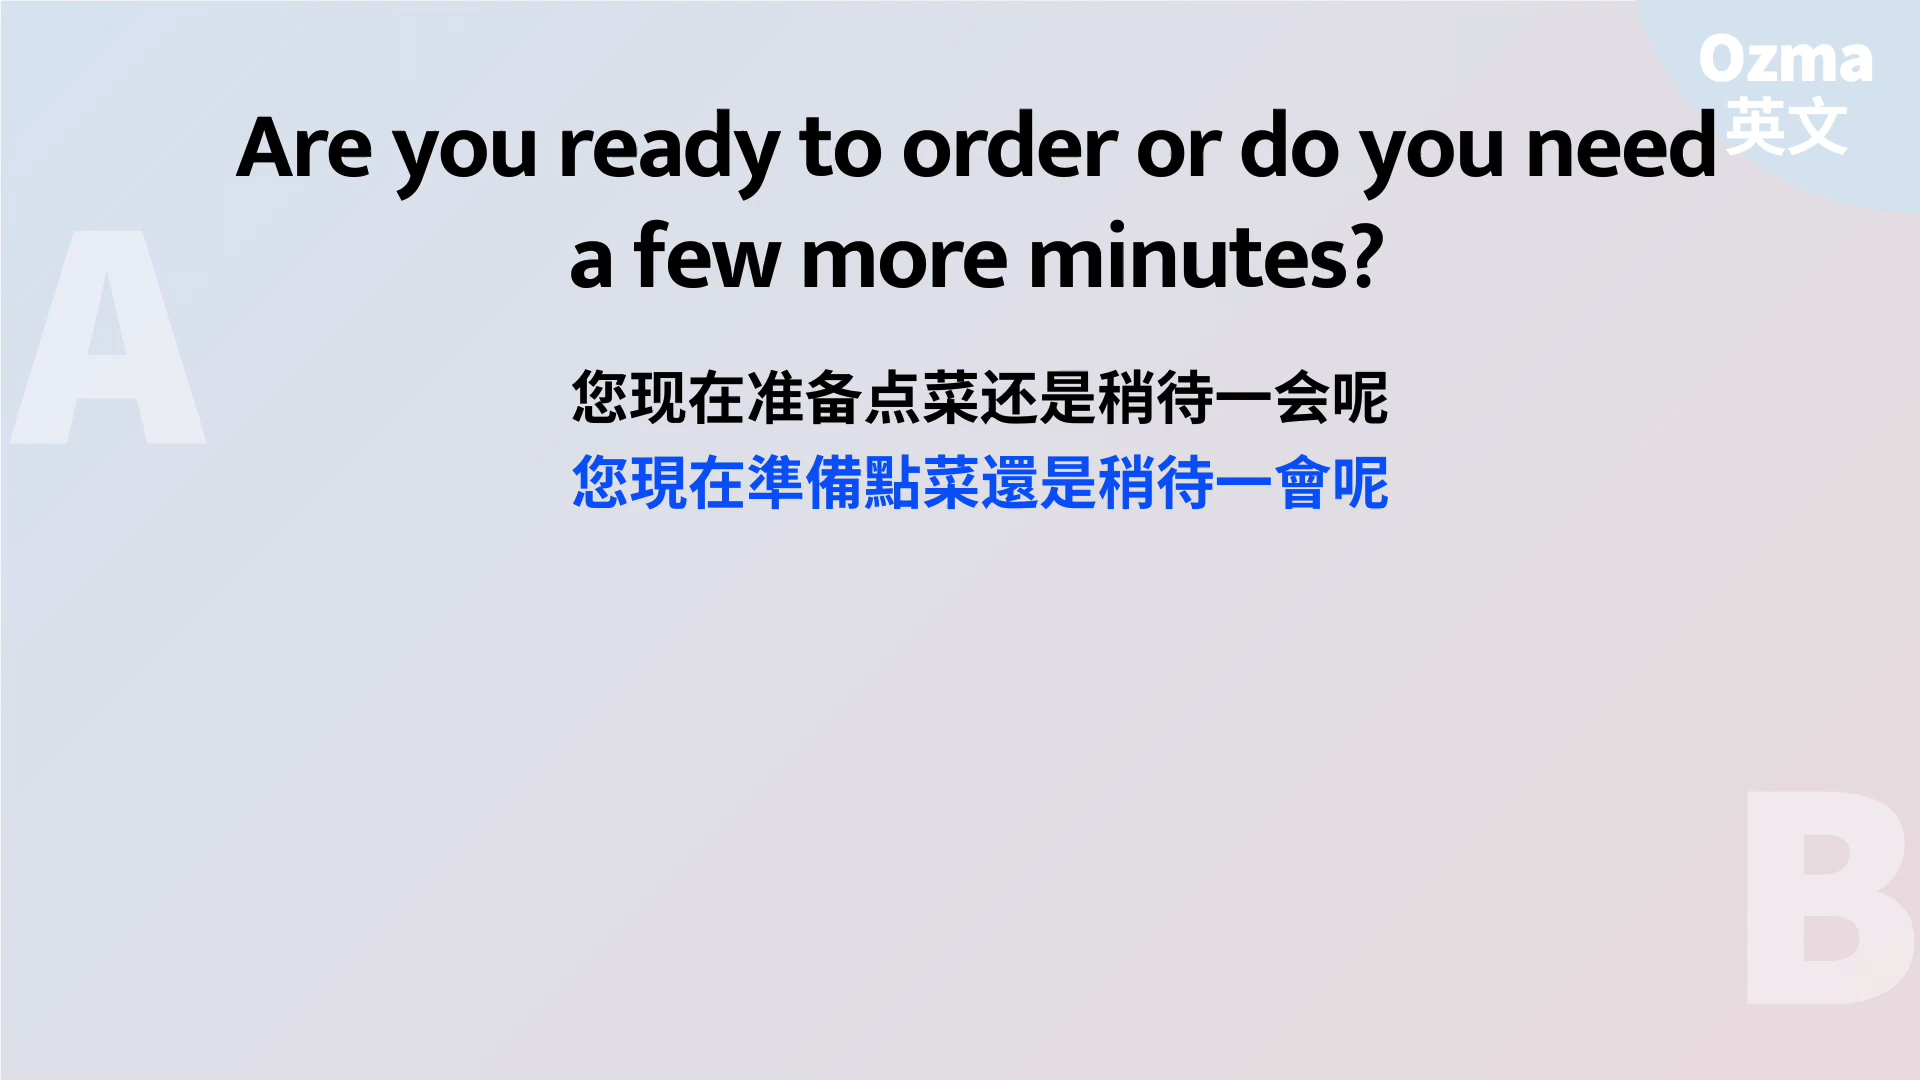 Ozma
英文
Are you ready to order or do you need
a few more minutes?
您现在准备点菜还是稍待一会呢
您現在準備點菜還是稍待一會呢
A
B